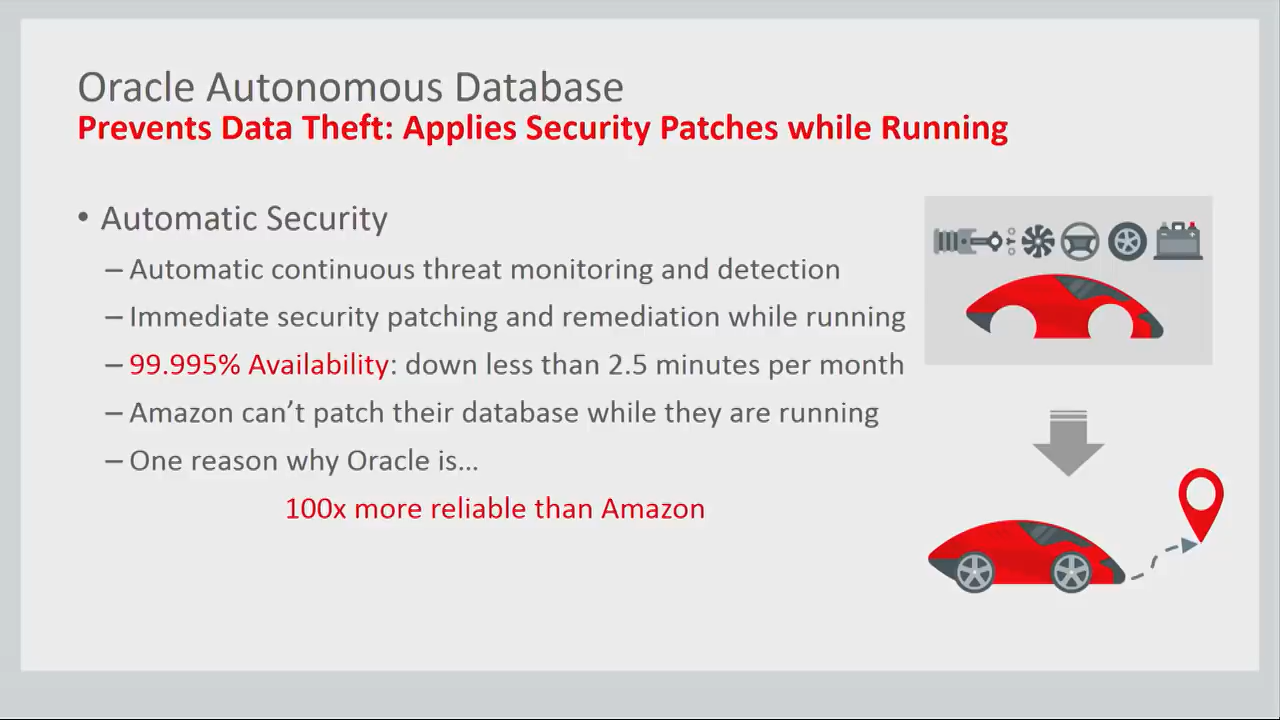 Oracle Autonomous Database
Prevents Data Theft: Applies Security Patches while Running
• Automatic Security
– Automatic continuous threat monitoring and detection
– Immediate security patching and remediation while running
– 99.995% Availability: down less than 2.5 minutes per month
– Amazon can’t patch their database while they are running
– One reason why Oracle is...
100x more reliable than Amazon